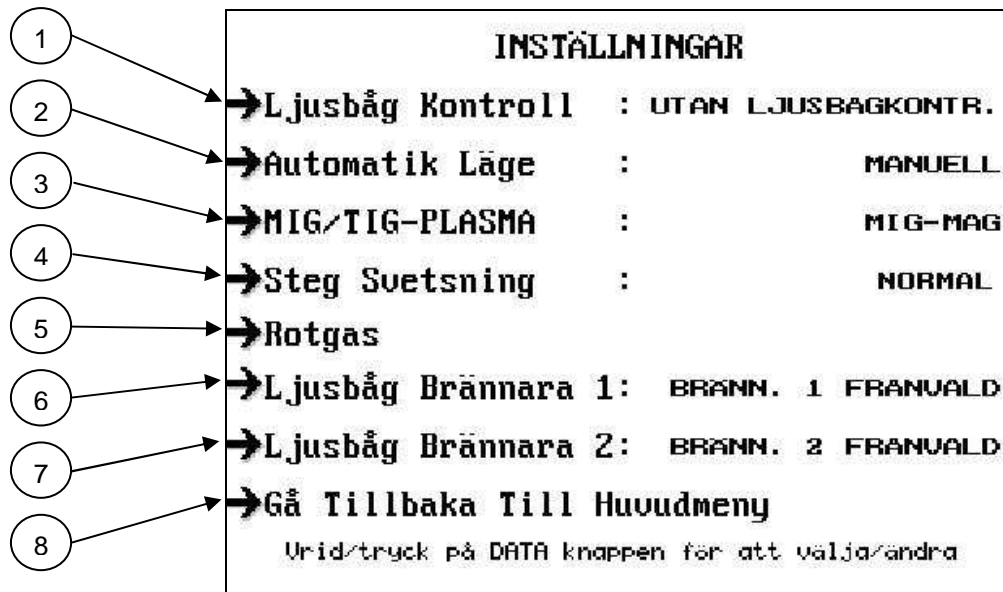 INSTÄLLNINGAR
1 →Ljusbåg Kontroll : UTAN LJUSBAGKONTR.
2 →Automatik Läge : MANUELL
3 →MIG/TIG-PLASMA : MIG-MAG
4 →Steg Svetsning : NORMAL
5 →Rotgas
6 →Ljusbåg Brännara 1: BRÄNN. 1 FRANVALD
7 →Ljusbåg Brännara 2: BRÄNN. 2 FRANVALD
8 →Gå Tillbaka Till Huvudmeny
Vrid/tryck på DATA knappen för att välja/ändra